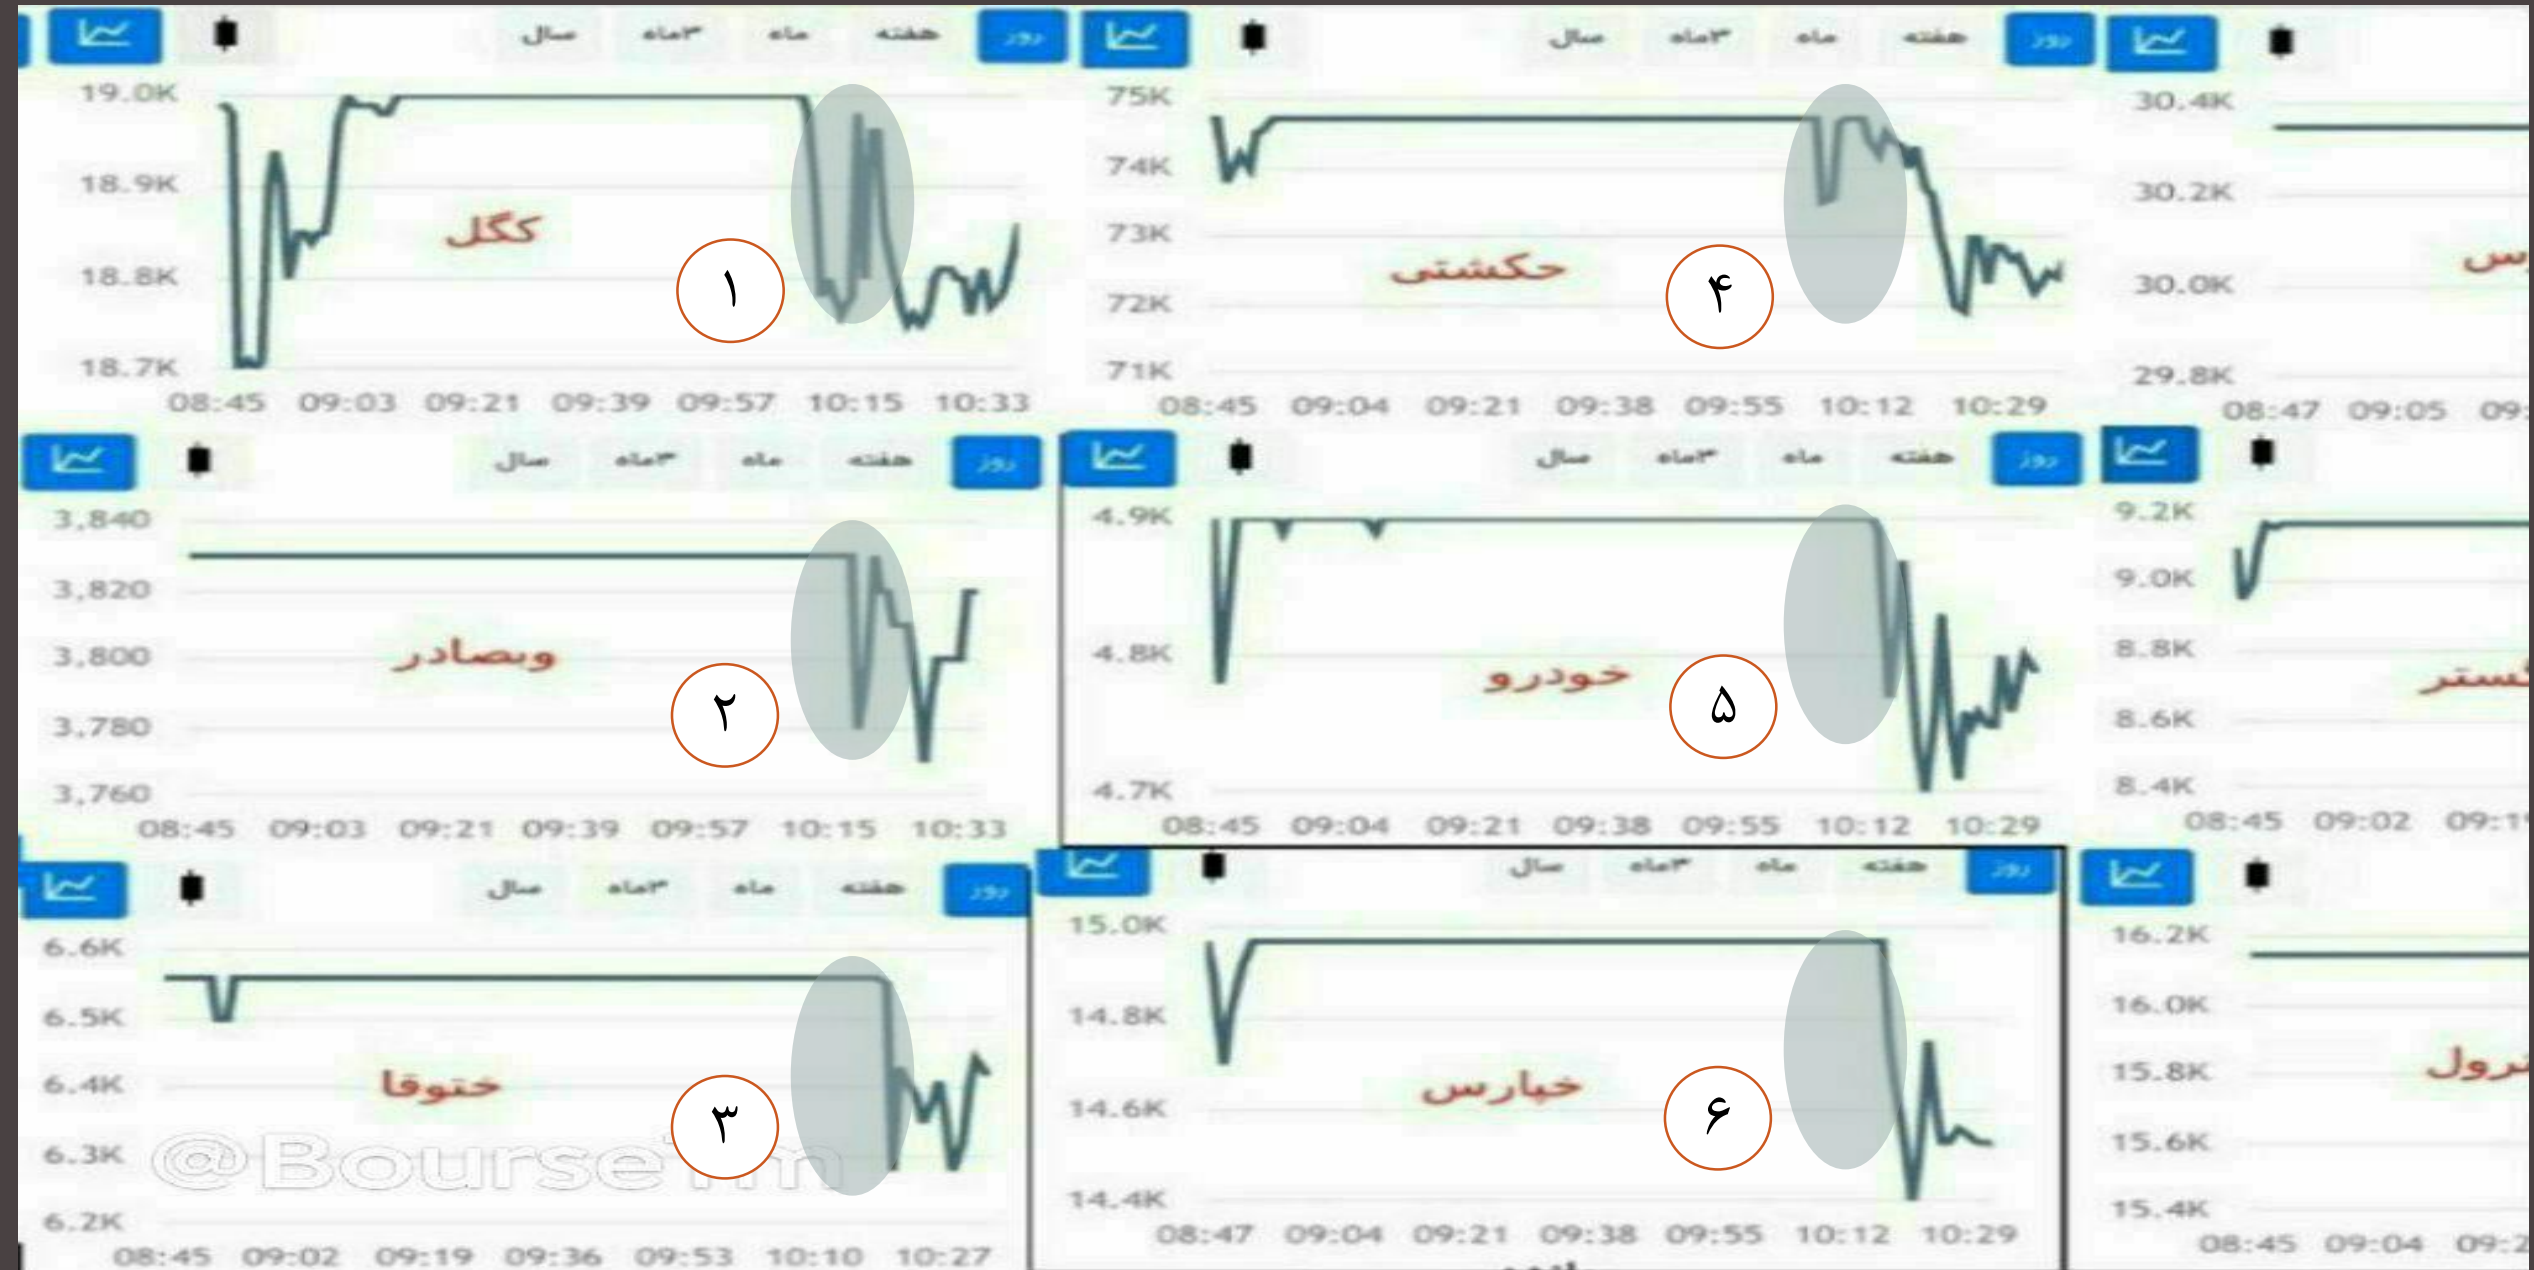 روز هفته ماه ۳ماه سال
19.0K
18.9K
18.8K
18.7K
کگل
۱
08:45 09:03 09:21 09:39 09:57 10:15 10:33
روز هفته ماه ۳ماه سال
75K
74K
73K
72K
71K
حکشتی
۴
08:45 09:04 09:21 09:38 09:55 10:12 10:29
30.4K
30.2K
30.0K
29.8K
08:47 09:05
روز هفته ماه ۳ماه سال
3,840
3,820
3,800
3,780
3,760
وبصادر
۲
08:45 09:03 09:21 09:39 09:57 10:15 10:33
روز هفته ماه ۳ماه سال
4.9K
4.8K
4.7K
خودرو
۵
08:45 09:04 09:21 09:38 09:55 10:12 10:29
9.2K
9.0K
8.8K
8.6K
8.4K
08:45 09:02
روز هفته ماه ۳ماه سال
6.6K
6.5K
6.4K
6.3K
6.2K
ختوقا
۳
08:45 09:02 09:19 09:36 09:53 10:10 10:27
روز هفته ماه ۳ماه سال
15.0K
14.8K
14.6K
14.4K
خپارس
۶
08:47 09:04 09:21 09:38 09:55 10:12 10:29
16.2K
16.0K
15.8K
15.6K
15.4K
08:45 09:04